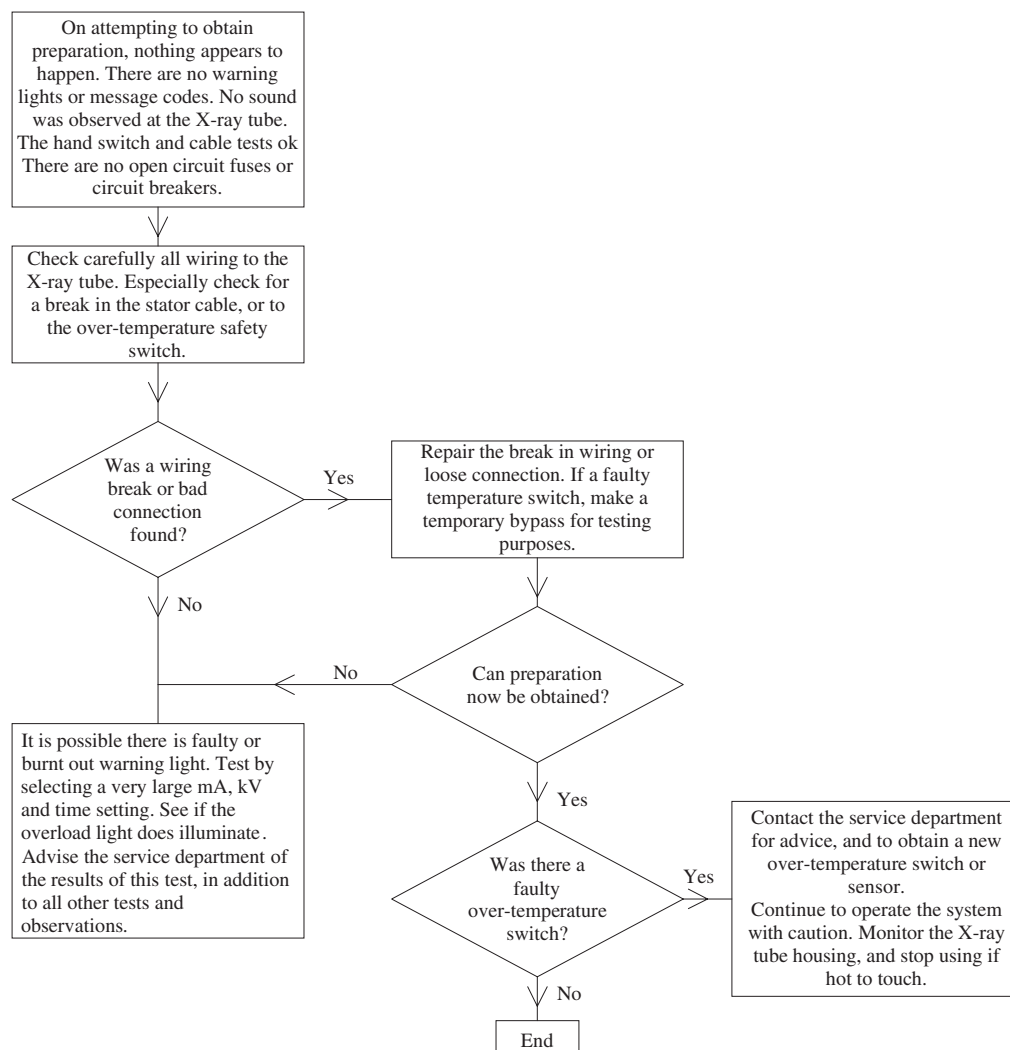 On attempting to obtain
preparation, nothing appears to
happen. There are no warning
lights or message codes. No sound
was observed at the X-ray tube.
The hand switch and cable tests ok
There are no open circuit fuses or
circuit breakers.
Check carefully all wiring to the
X-ray tube. Especially check for
a break in the stator cable, or to
the over-temperature safety
switch.
Was a wiring
break or bad
connection
found?
Yes
Repair the break in wiring or
loose connection. If a faulty
temperature switch, make a
temporary bypass for testing
purposes.
No
Can preparation
now be obtained?
No
It is possible there is faulty or
burnt out warning light. Test by
selecting a very large mA, kV
and time setting. See if the
overload light does illuminate.
Advise the service department of
the results of this test, in addition
to all other tests and
observations.
Yes
Was there a
faulty
over-temperature
switch?
Yes
Contact the service department
for advice, and to obtain a new
over-temperature switch or
sensor.
Continue to operate the system
with caution. Monitor the X-ray
tube housing, and stop using if
hot to touch.
No
End